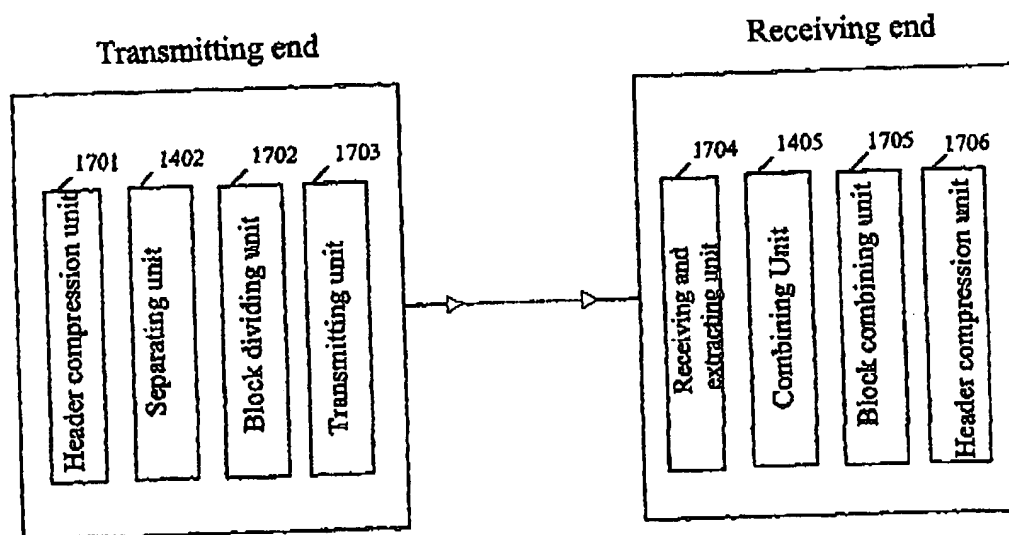 Transmitting end
Receiving end
1701
1402
1702
1703
Header compression unit
Separating unit
Block dividing unit
Transmitting unit
1704
1405
1705
1706
Receiving and
extracting unit
Combining Unit
Block combining unit
Header compression unit